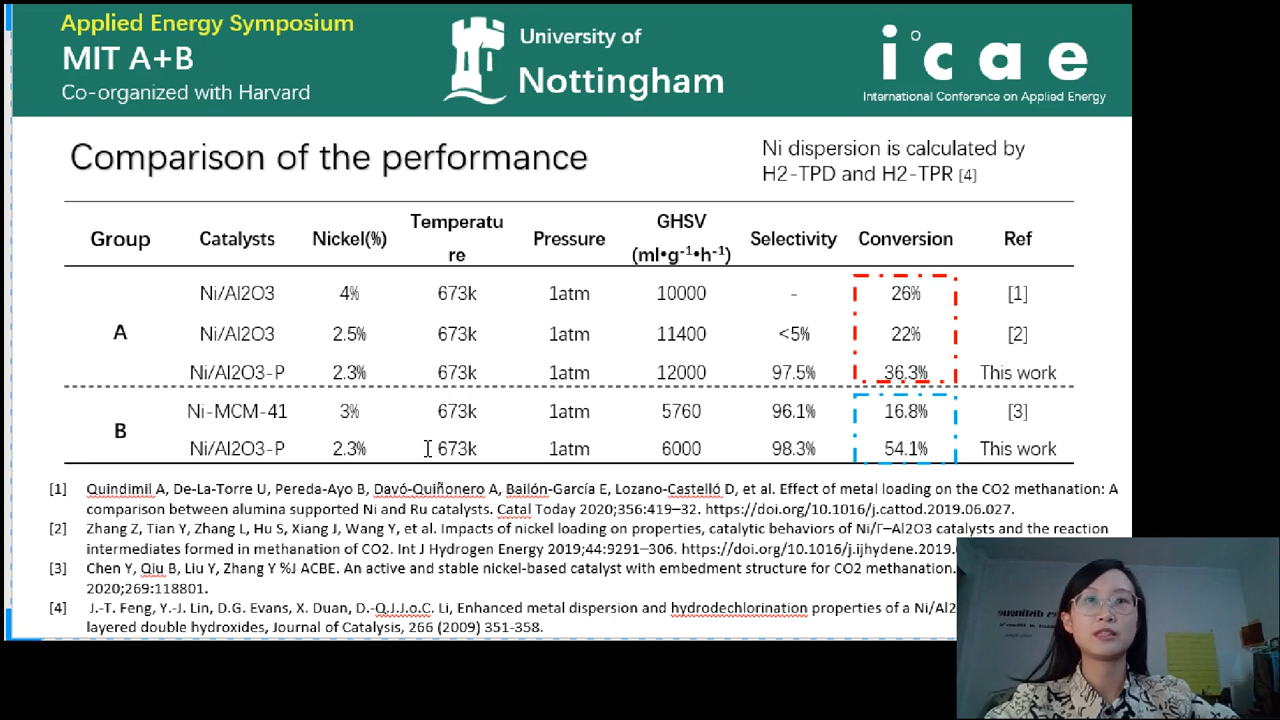 Applied Energy Symposium
MIT A+B
Co-organized with Harvard
University of
Nottingham
icae
International Conference on Applied Energy
Comparison of the performance
Ni dispersion is calculated by
H2-TPD and H2-TPR [4]
Group Catalysts Nickel(%) Temperatu re Pressure GHSV (ml•g⁻¹•h⁻¹) Selectivity Conversion Ref
A
Ni/Al2O3 4% 673k 1atm 10000 - 26% [1]
Ni/Al2O3 2.5% 673k 1atm 11400 <5% 22% [2]
Ni/Al2O3-P 2.3% 673k 1atm 12000 97.5% 36.3% This work
B
Ni-MCM-41 3% 673k 1atm 5760 96.1% 16.8% [3]
Ni/Al2O3-P 2.3% 673k 1atm 6000 98.3% 54.1% This work
[1] Quindimil A, De-La-Torre U, Pereda-Ayo B, Davó-Quiñonero A, Bailón-García E, Lozano-Castelló D, et al. Effect of metal loading on the CO2 methanation: A
comparison between alumina supported Ni and Ru catalysts. Catal Today 2020;356:419–32. https://doi.org/10.1016/j.cattod.2019.06.027.
[2] Zhang Z, Tian Y, Zhang L, Hu S, Xiang J, Wang Y, et al. Impacts of nickel loading on properties, catalytic behaviors of Ni/Γ–Al2O3 catalysts and the reaction
intermediates formed in methanation of CO2. Int J Hydrogen Energy 2019;44:9291–306. https://doi.org/10.1016/j.ijhydene.2019.
[3] Chen Y, Qiu B, Liu Y, Zhang Y %J ACBE. An active and stable nickel-based catalyst with embedment structure for CO2 methanation.
2020;269:118801.
[4] J.-T. Feng, Y.-J. Lin, D.G. Evans, X. Duan, D.-Q.J.J.o.C. Li, Enhanced metal dispersion and hydrodechlorination properties of a Ni/Al2
layered double hydroxides, Journal of Catalysis, 266 (2009) 351-358.